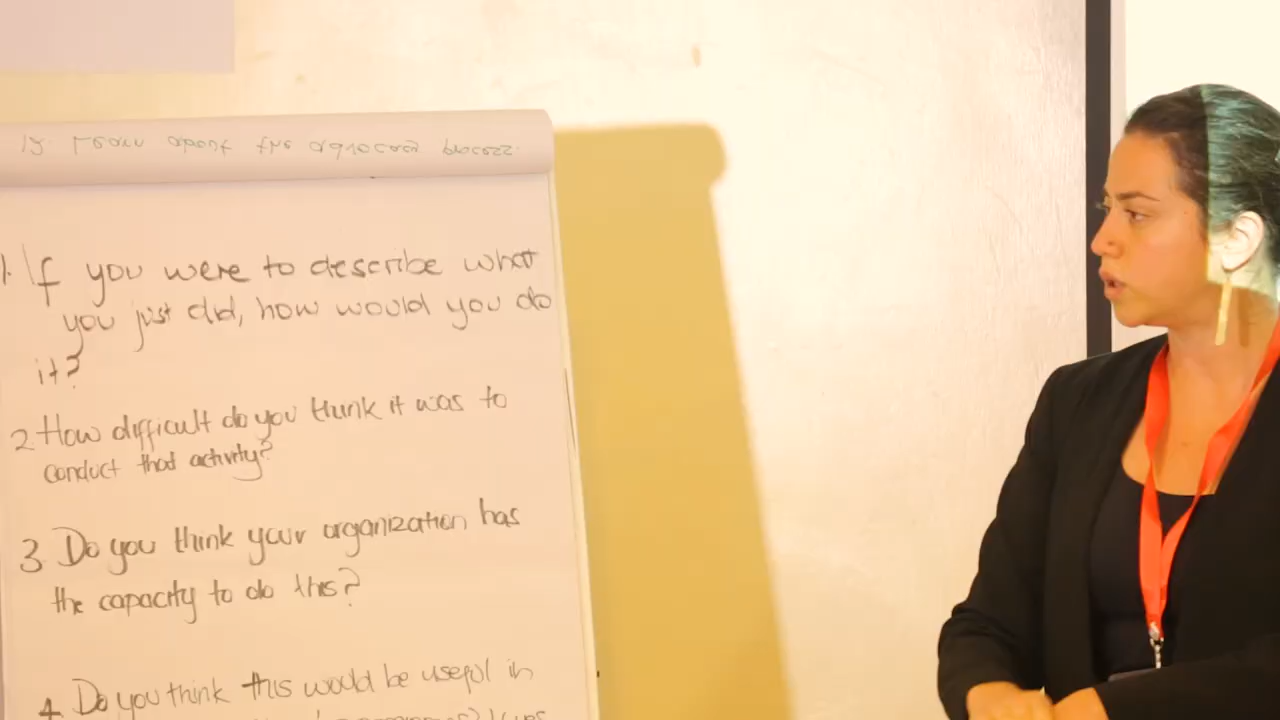 1. If you were to describe what
you just did, how would you do
it?
2. How difficult do you think it was to
conduct that activity?
3. Do you think your organization has
the capacity to do this?
4. Do you think this would be useful in